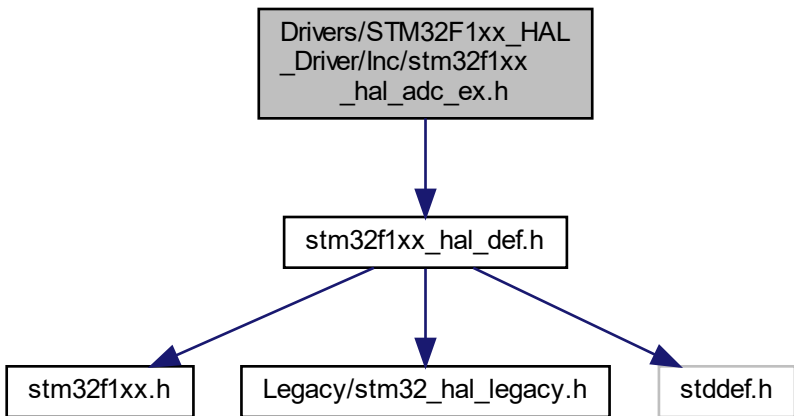 Drivers/STM32F1xx_HAL
_Driver/Inc/stm32f1xx
_hal_adc_ex.h
stm32f1xx_hal_def.h
stm32f1xx.h
Legacy/stm32_hal_legacy.h
stddef.h